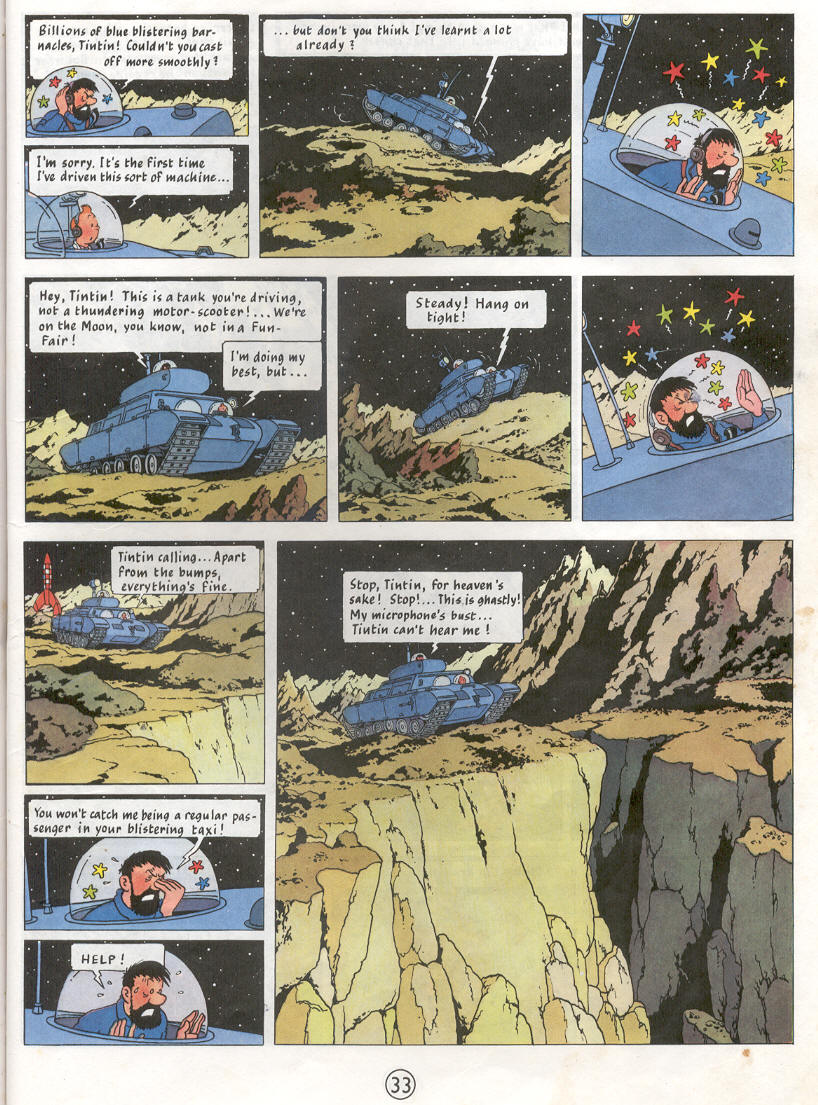 Billions of blue blistering bar-
nacles, Tintin! Couldn't you cast
off more smoothly?
I'm sorry. It's the first time
I've driven this sort of machine...
... but don't you think I've learnt a lot
already?
Hey, Tintin! This is a tank you're driving,
not a thundering motor-scooter!... We're
on the Moon, you know, not in a Fun-
Fair!
I'm doing my
best, but...
Steady! Hang on
tight!
Tintin calling... Apart
from the bumps,
everything's fine.
You won't catch me being a regular pas-
senger in your blistering taxi!
HELP!
Stop, Tintin, for heaven's
sake! Stop!... This is ghastly!
My microphone's bust...
Tintin can't hear me!
33